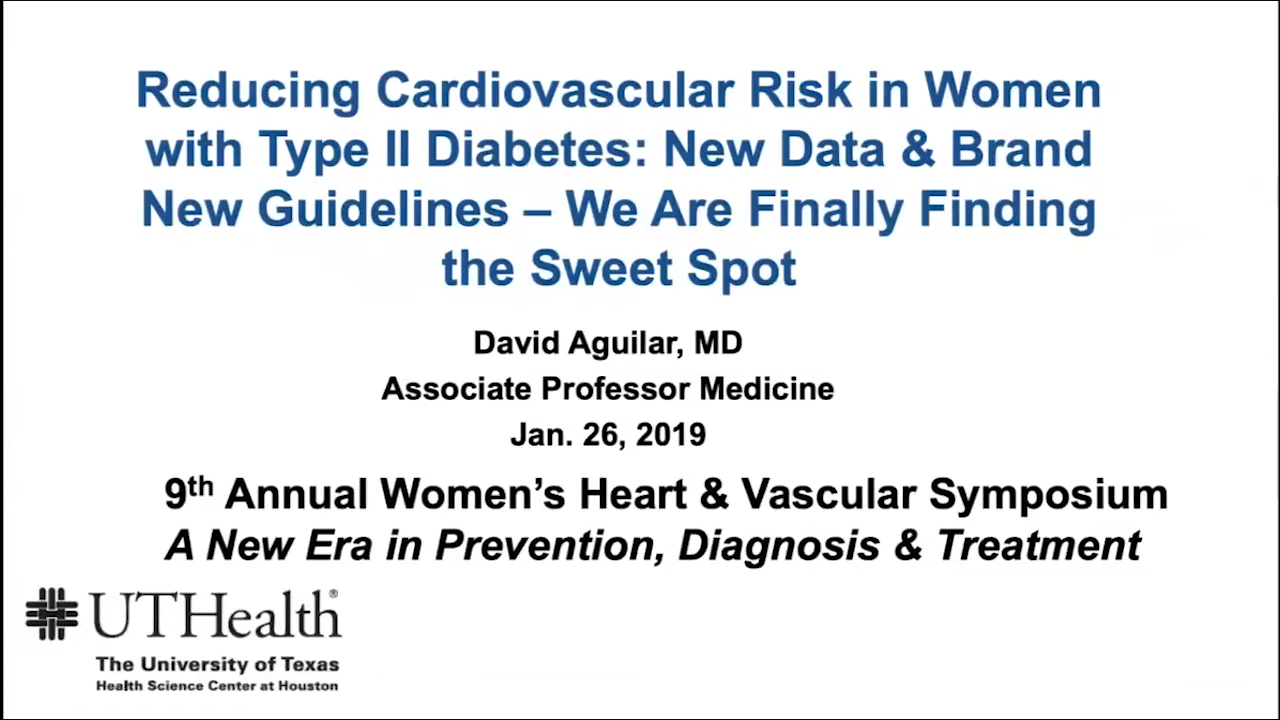 Reducing Cardiovascular Risk in Women
with Type II Diabetes: New Data & Brand
New Guidelines – We Are Finally Finding
the Sweet Spot
David Aguilar, MD
Associate Professor Medicine
Jan. 26, 2019
9th Annual Women's Heart & Vascular Symposium
A New Era in Prevention, Diagnosis & Treatment
UTHealth®
The University of Texas
Health Science Center at Houston